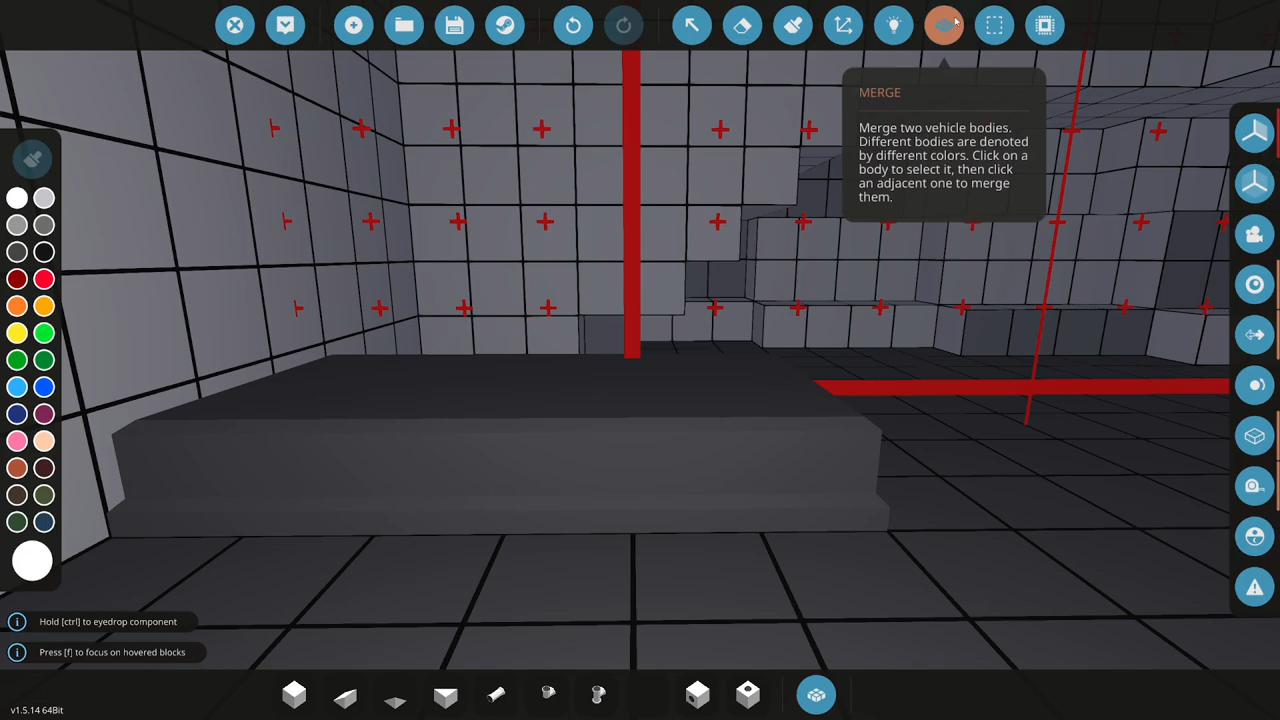 MERGE
Merge two vehicle bodies.
Different bodies are denoted
by different colors. Click on a
body to select it, then click
an adjacent one to merge
them.
Hold [ctrl] to eyedrop component
Press [f] to focus on hovered blocks
v1.5.14 64Bit